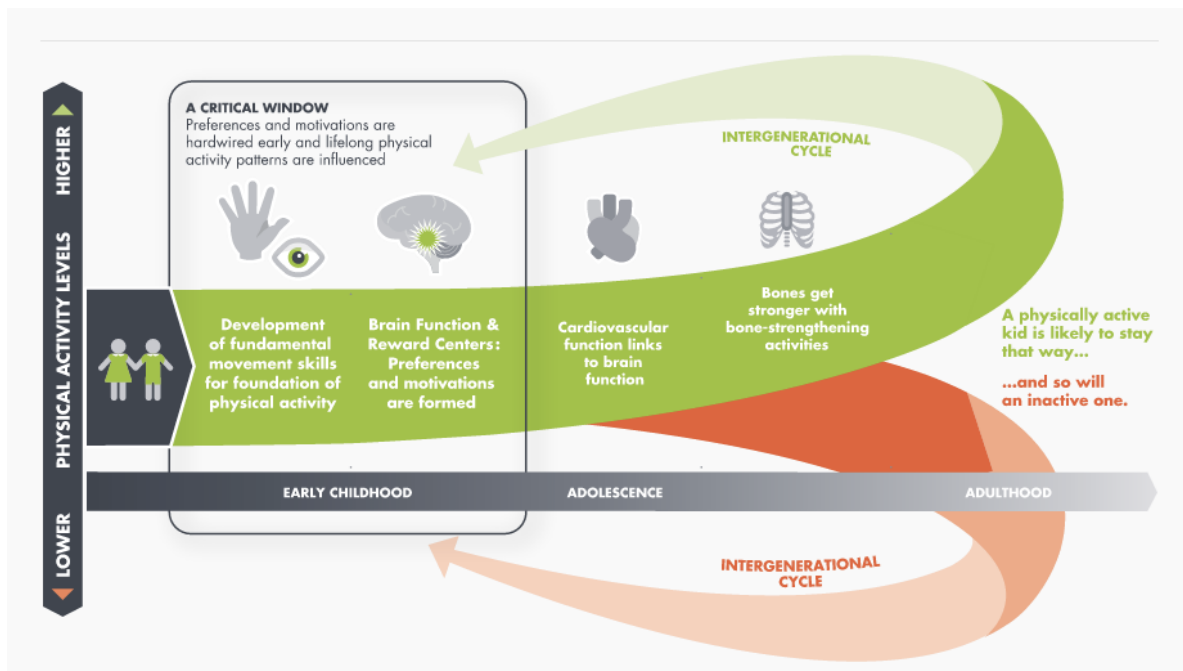 A CRITICAL WINDOW
Preferences and motivations are
hardwired early and lifelong physical
activity patterns are influenced
HIGHER
PHYSICAL ACTIVITY LEVELS
LOWER
INTERGENERATIONAL
CYCLE
Development
of fundamental
movement skills
for foundation of
physical activity
Brain Function &
Reward Centers:
Preferences
and motivations
are formed
Cardiovascular
function links
to brain
function
Bones get
stronger with
bone-strengthening
activities
A physically active
kid is likely to stay
that way...
...and so will
an inactive one.
EARLY CHILDHOOD
ADOLESCENCE
ADULTHOOD
INTERGENERATIONAL
CYCLE